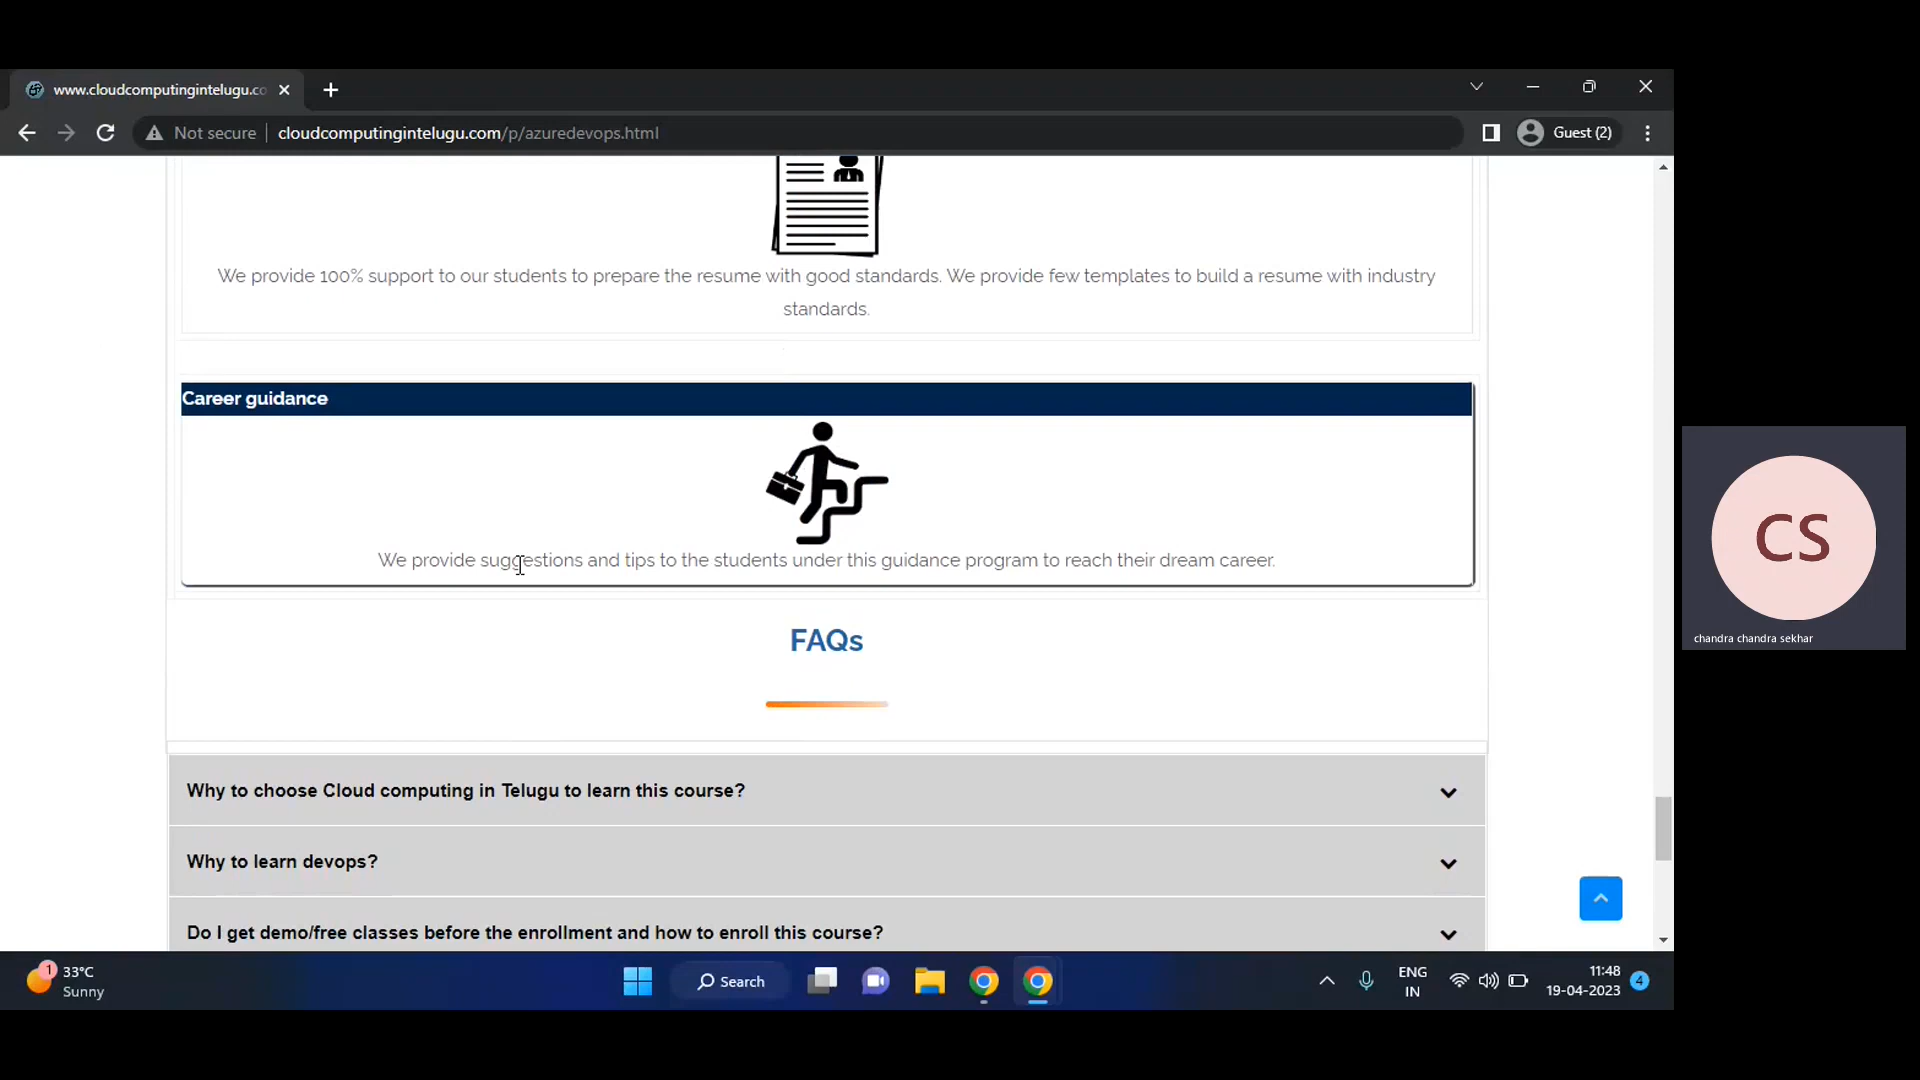 www.cloudcomputingintelugu.co
Not secure
cloudcomputingintelugu.com/p/azuredevops.html
Guest (2)
We provide 100% support to our students to prepare the resume with good standards. We provide few templates to build a resume with industry
standards.
Career guidance
We provide suggestions and tips to the students under this guidance program to reach their dream career.
CS
chandra chandra sekhar
FAQs
Why to choose Cloud computing in Telugu to learn this course?
Why to learn devops?
Do I get demo/free classes before the enrollment and how to enroll this course?
1
33°C
Sunny
Search
ENG
IN
11:48
19-04-2023
4